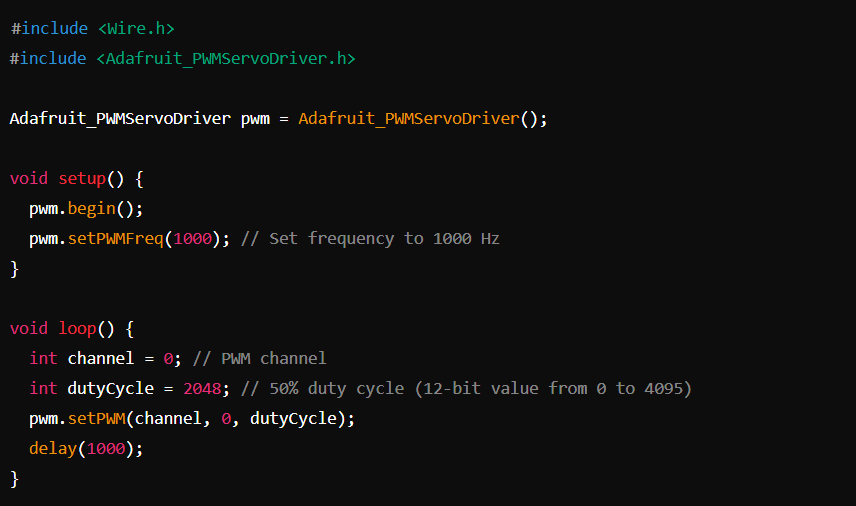 #include <Wire.h>
#include <Adafruit_PWMServoDriver.h>

Adafruit_PWMServoDriver pwm = Adafruit_PWMServoDriver();

void setup() {
  pwm.begin();
  pwm.setPWMFreq(1000); // Set frequency to 1000 Hz
}

void loop() {
  int channel = 0; // PWM channel
  int dutyCycle = 2048; // 50% duty cycle (12-bit value from 0 to 4095)
  pwm.setPWM(channel, 0, dutyCycle);
  delay(1000);
}